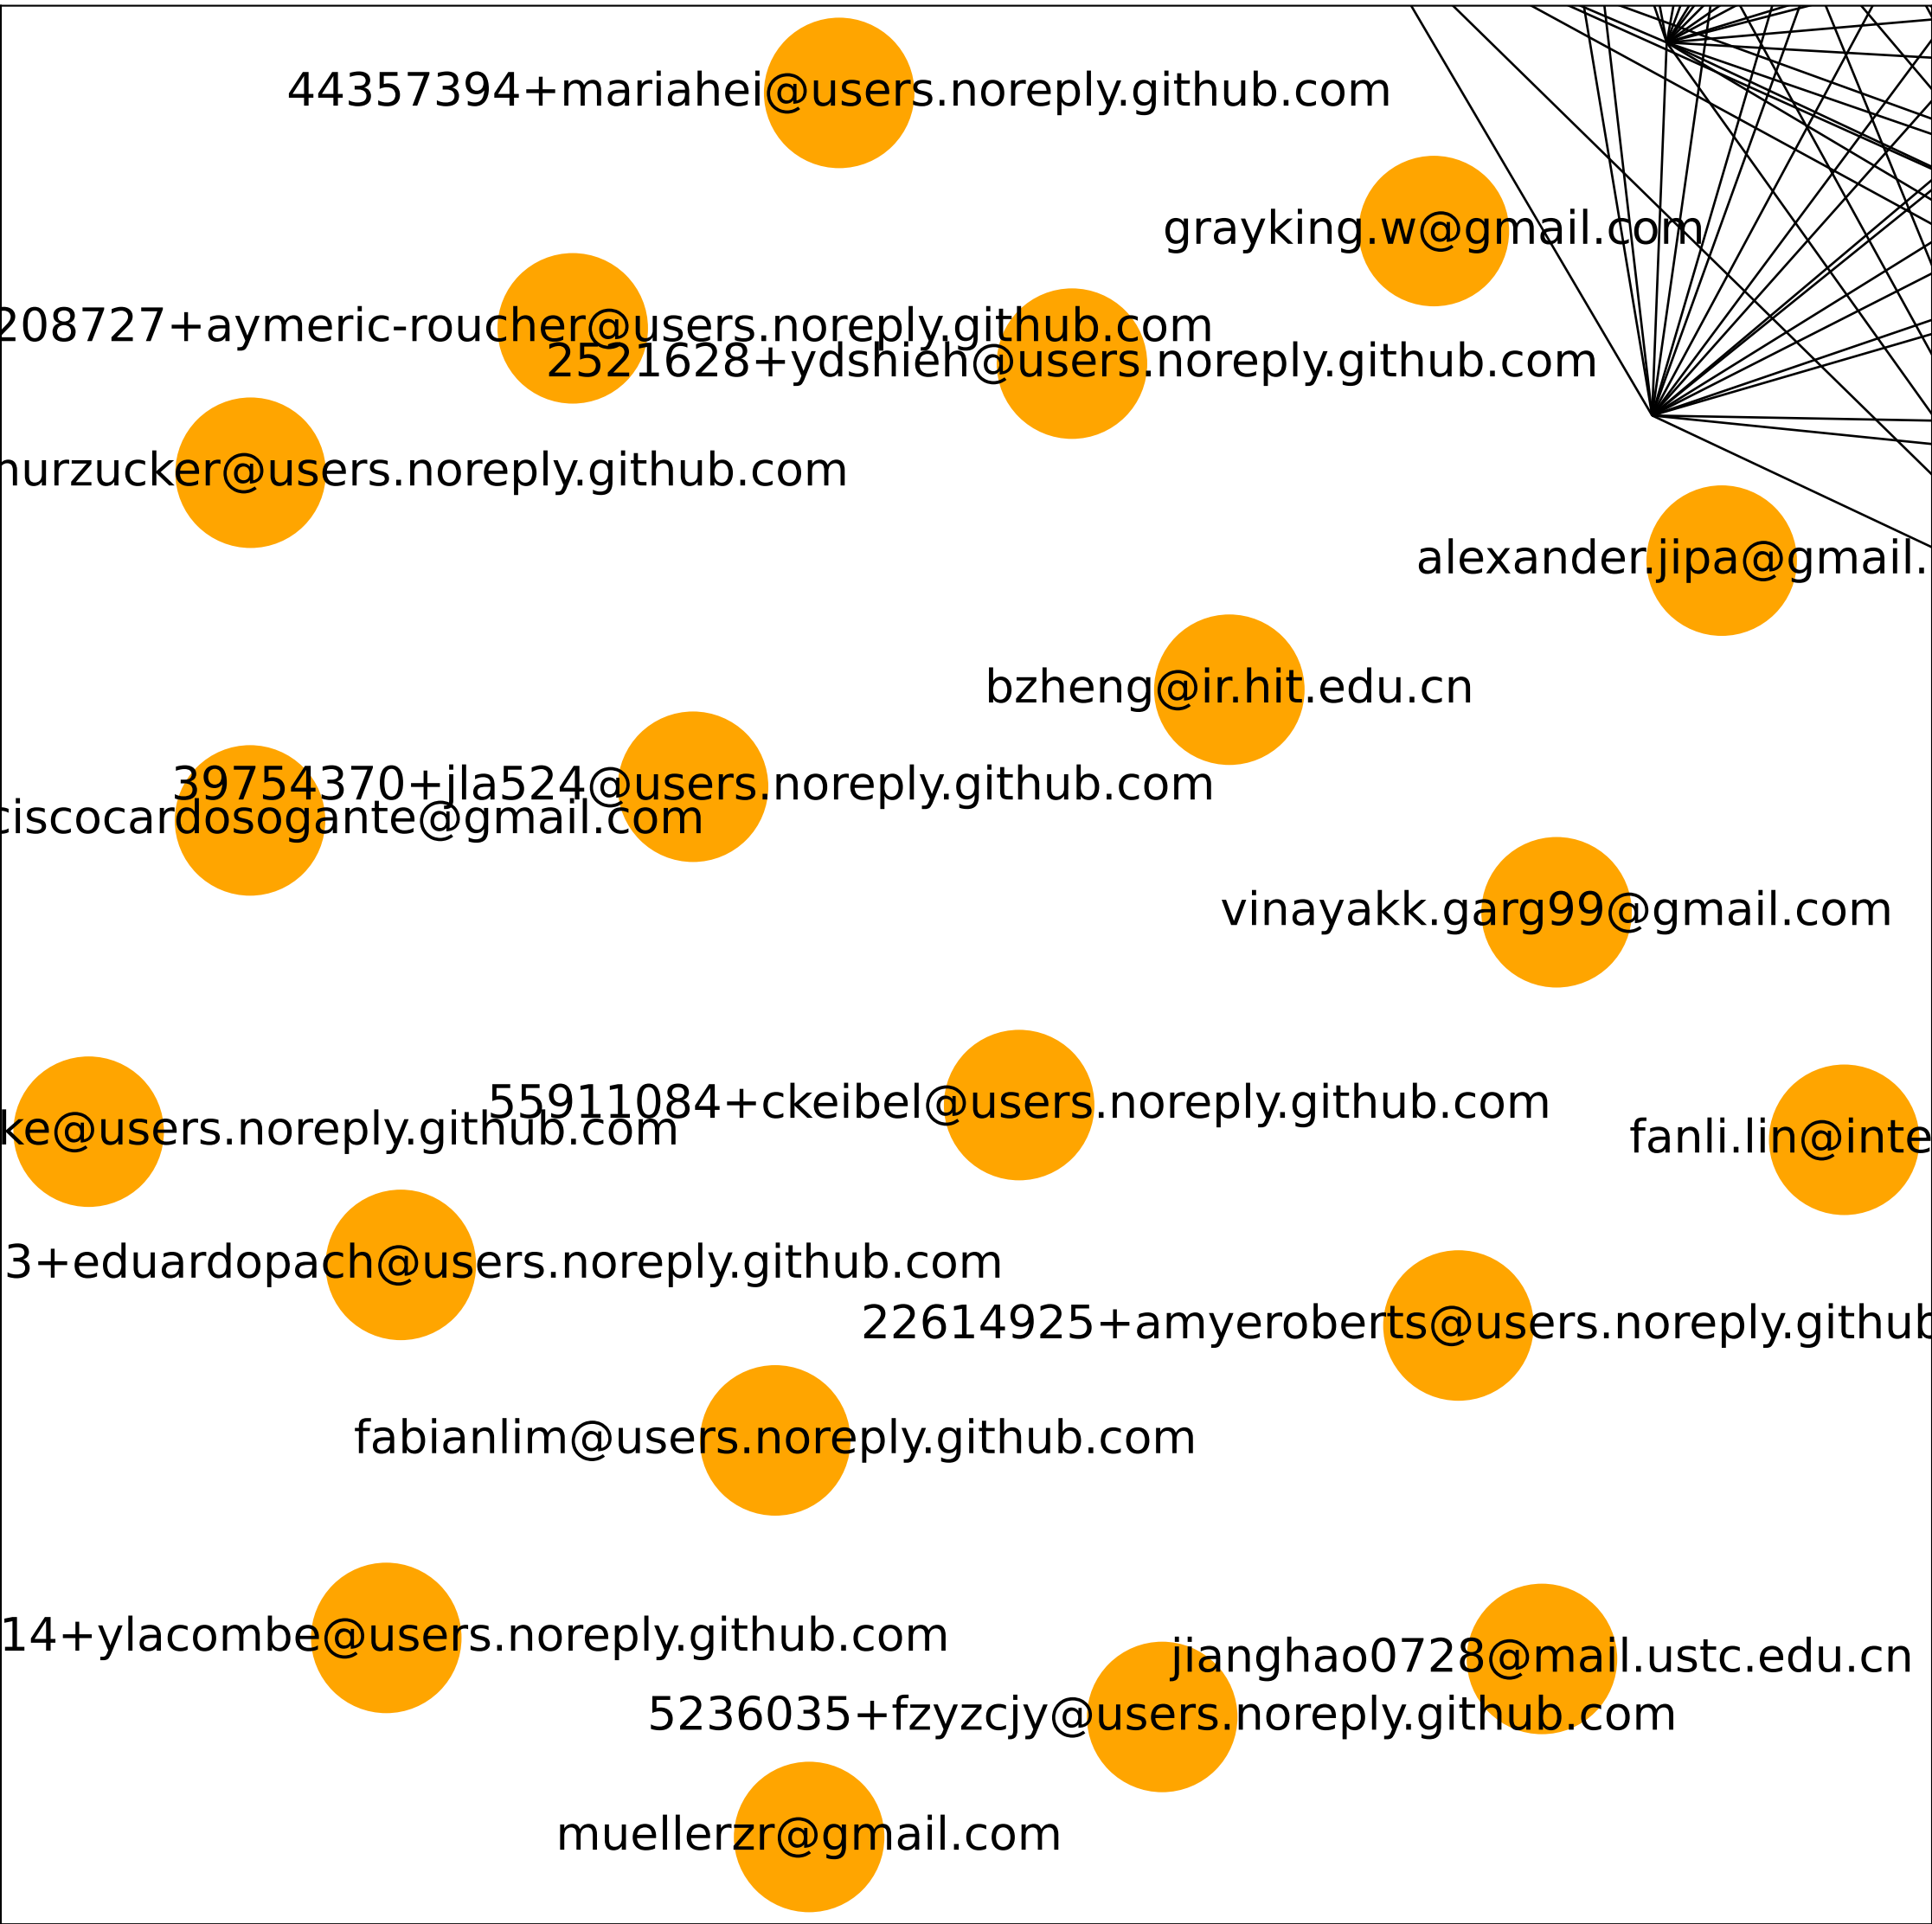 44357394+mariahei@users.noreply.github.com
grayking.w@gmail.com
208727+aymeric-roucher@users.noreply.github.com
2521628+ydshieh@users.noreply.github.com
hurzucker@users.noreply.github.com
alexander.jipa@gmail.
bzheng@ir.hit.edu.cn
39754370+jla524@users.noreply.github.com
ciscocardosogante@gmail.com
vinayakk.garg99@gmail.com
55911084+ckeibel@users.noreply.github.com
ke@users.noreply.github.com
fanli.lin@inte
3+eduardopach@users.noreply.github.com
22614925+amyeroberts@users.noreply.github
fabianlim@users.noreply.github.com
14+ylacombe@users.noreply.github.com
jianghao0728@mail.ustc.edu.cn
5236035+fzyzcjy@users.noreply.github.com
muellerzr@gmail.com